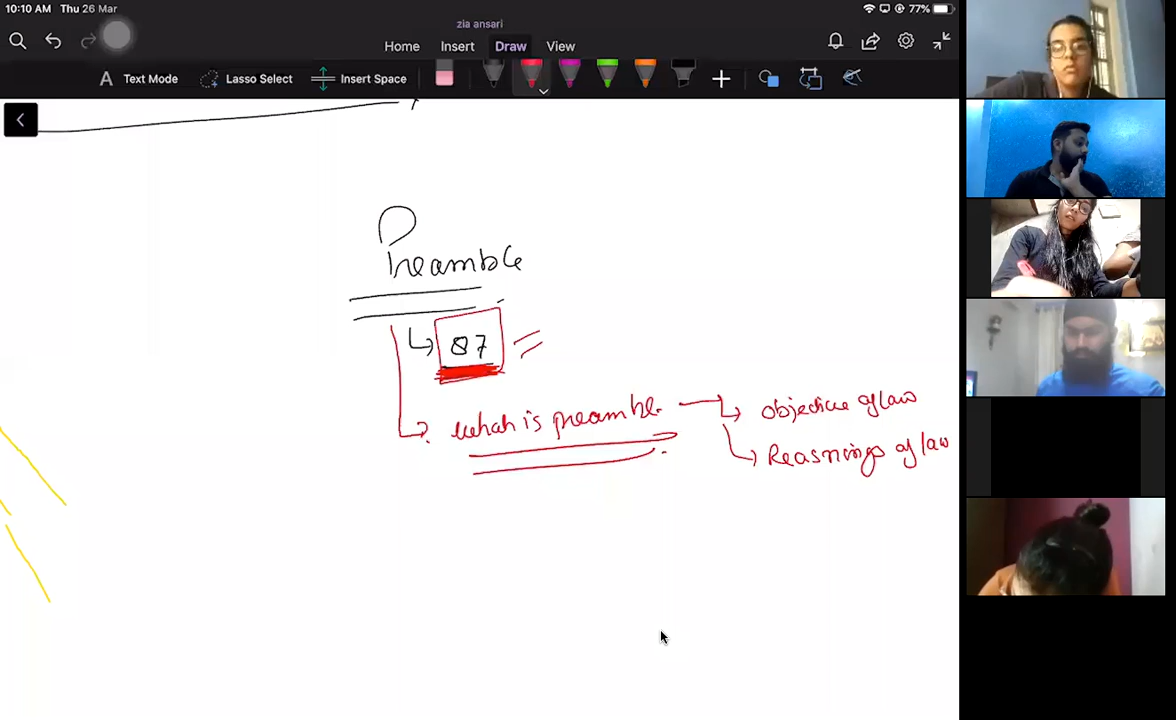 10:10 AM Thu 26 Mar
77%
zia ansari
Home Insert Draw View
A Text Mode Lasso Select Insert Space
Preamble
87
what is preamble
objective of law
Reasnings of law